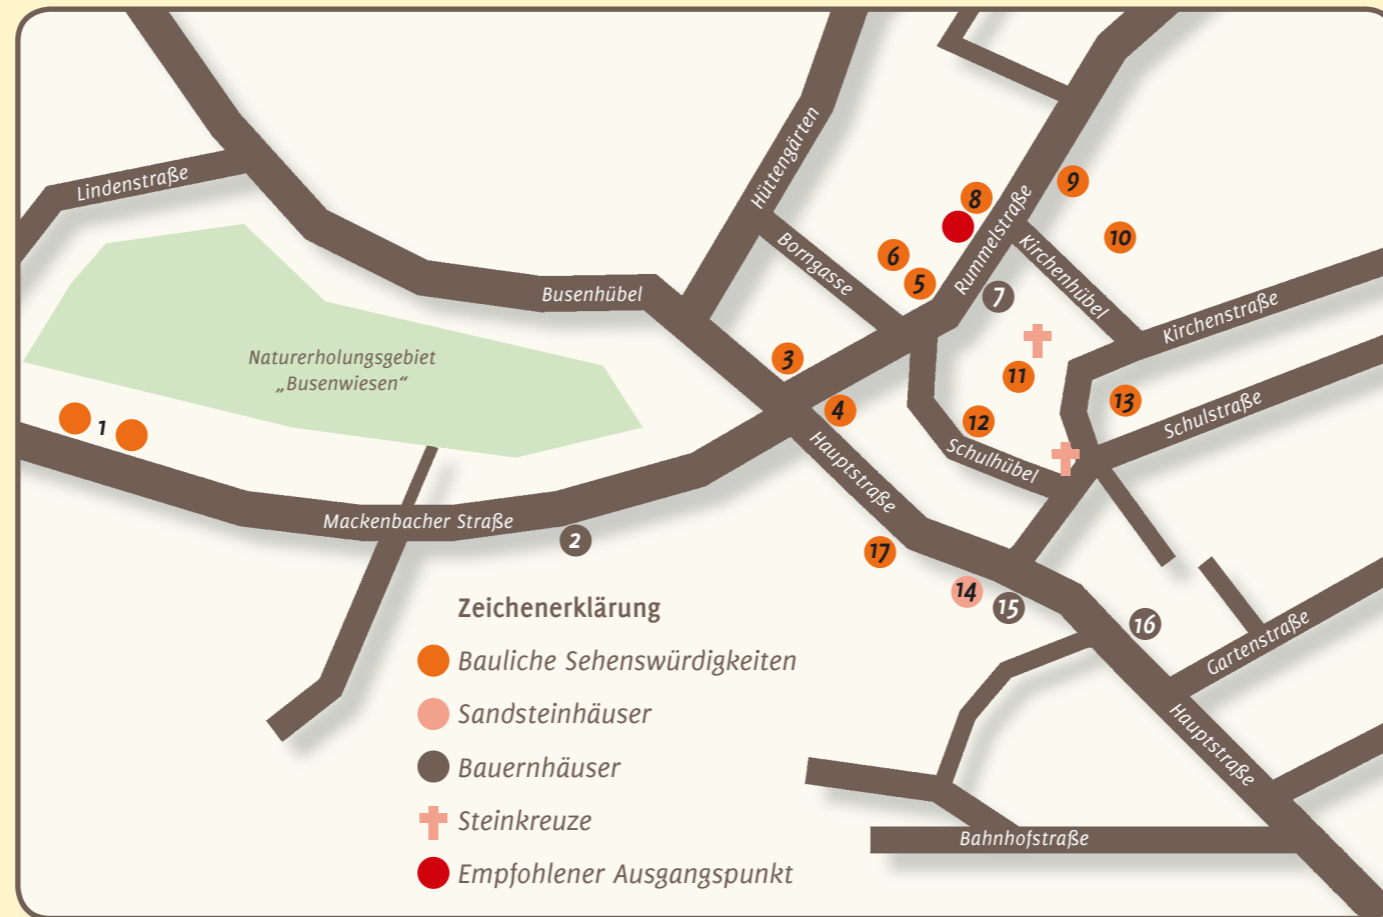 Lindenstraße
Hüttengärten
Borngasse
Busenhübel
Naturerholungsgebiet
„Busenwiesen“
Rummelstraße
Kirchenhübel
Kirchenstraße
Schulstraße
Schulhübel
Hauptstraße
Mackenbacher Straße
Gartenstraße
Hauptstraße
Bahnhofstraße
1
2
3
4
5
6
7
8
9
10
11
12
13
14
15
16
17
Zeichenerklärung
Bauliche Sehenswürdigkeiten
Sandsteinhäuser
Bauernhäuser
Steinkreuze
Empfohlener Ausgangspunkt